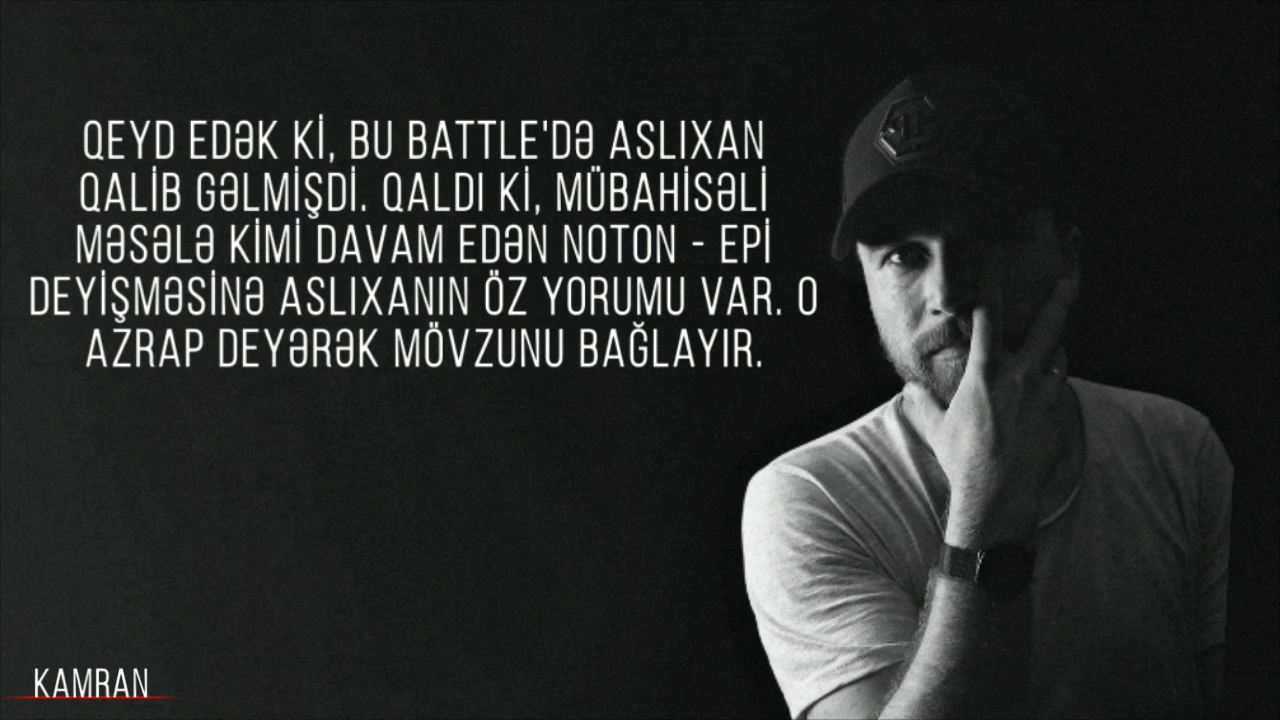 QEYD EDƏK Kİ, BU BATTLE'DƏ ASLIXAN
QALİB GƏLMİŞDİ. QALDI Kİ, MÜBAHİSƏLİ
MƏSƏLƏ KİMİ DAVAM EDƏN NOTON - EPİ
DEYİŞMƏSİNƏ ASLIXANIN ÖZ YORUMU VAR. O
AZRAP DEYƏRƏK MÖVZUNU BAĞLAYIR.
KAMRAN